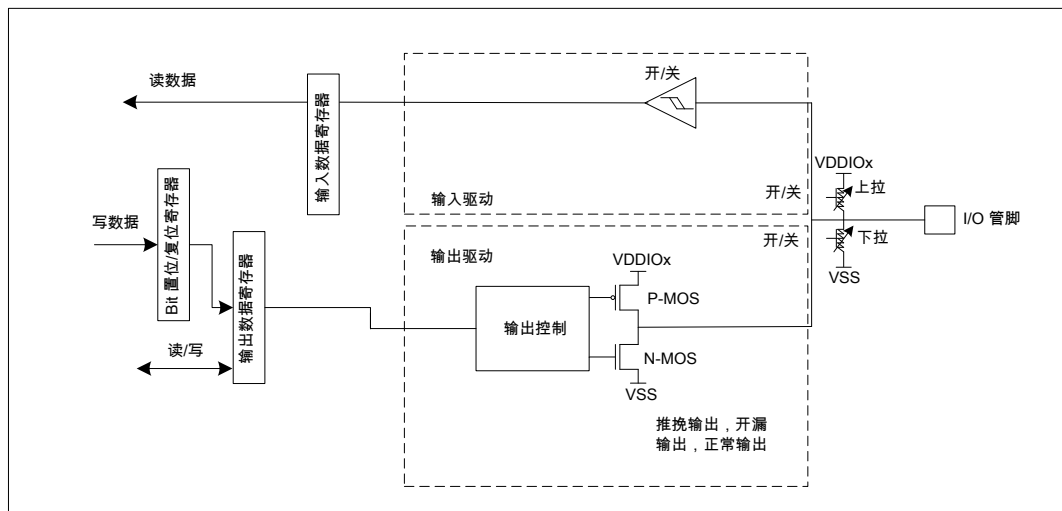 读数据
输入数据寄存器
开/关
输入驱动
开/关
VDDIOx
上拉
I/O 管脚
下拉
VSS
写数据
Bit 置位/复位寄存器
输出数据寄存器
读/写
开/关
输出驱动
VDDIOx
P-MOS
输出控制
N-MOS
VSS
推挽输出，开漏
输出，正常输出